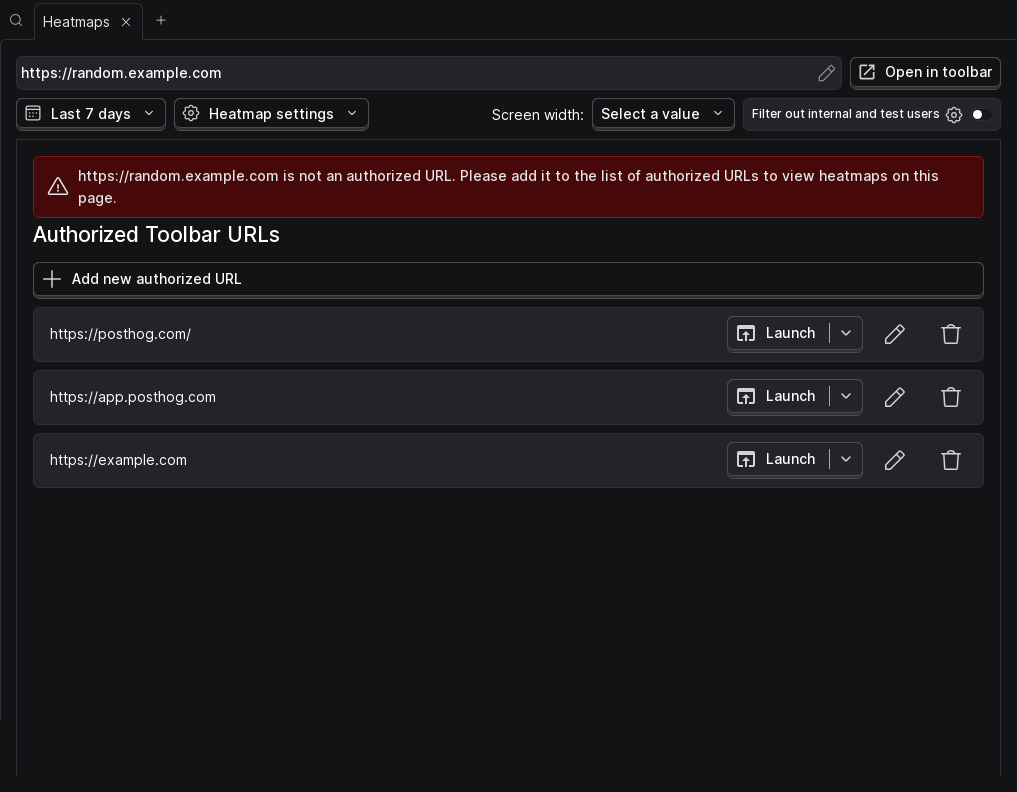 Heatmaps
https://random.example.com
Open in toolbar
Last 7 days
Heatmap settings
Screen width:
Select a value
Filter out internal and test users
https://random.example.com is not an authorized URL. Please add it to the list of authorized URLs to view heatmaps on this
page.
Authorized Toolbar URLs
Add new authorized URL
https://posthog.com/
Launch
https://app.posthog.com
Launch
https://example.com
Launch